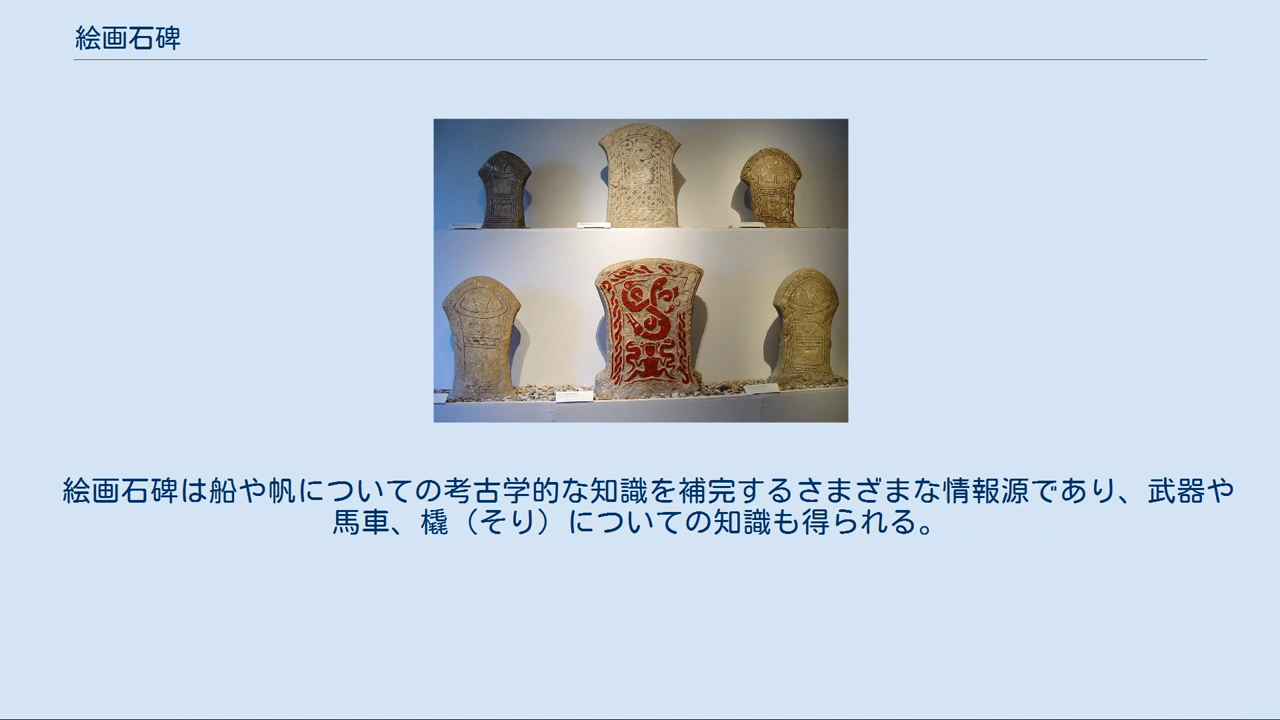 絵画石碑
絵画石碑は船や帆についての考古学的な知識を補完するさまざまな情報源であり、武器や
馬車、橇（そり）についての知識も得られる。